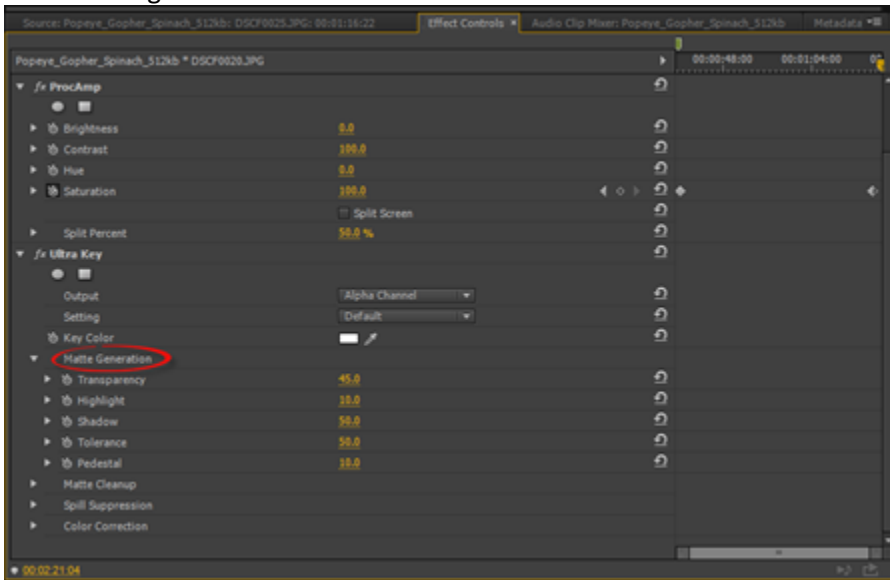 Source: Popeye_Gopher_Spinach_512kb: DSCF0025.JPG: 00:01:16:22 Effect Controls × Audio Clip Mixer: Popeye_Gopher_Spinach_512kb Metadata
Popeye_Gopher_Spinach_512kb * DSCF0020.JPG 00:00:48:00 00:01:04:00
fx ProcAmp
Brightness 0.0
Contrast 100.0
Hue 0.0
Saturation 100.0
Split Screen
Split Percent 50.0 %
fx Ultra Key
Output Alpha Channel
Setting Default
Key Color
Matte Generation
Transparency 45.0
Highlight 10.0
Shadow 50.0
Tolerance 50.0
Pedestal 10.0
Matte Cleanup
Spill Suppression
Color Correction
00:02:21:04